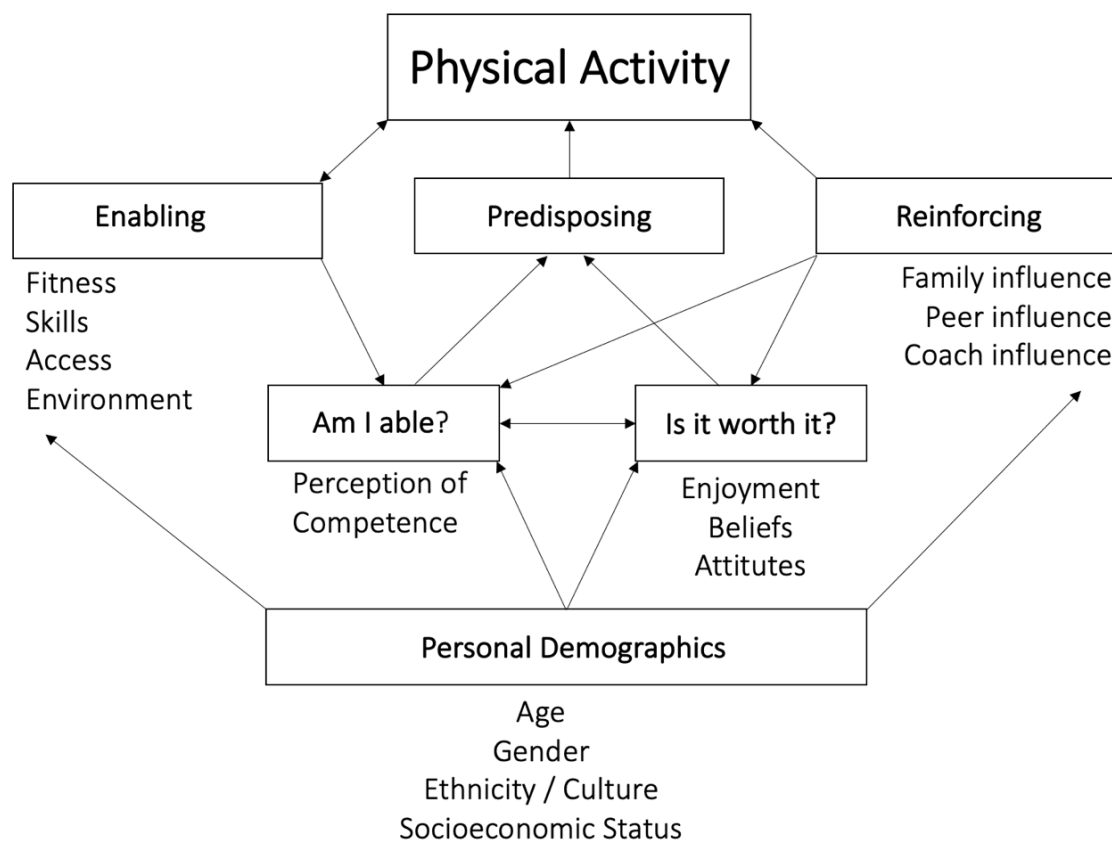 Physical Activity
Enabling
Predisposing
Reinforcing
Fitness
Skills
Access
Environment
Family influence
Peer influence
Coach influence
Am I able?
Is it worth it?
Perception of
Competence
Enjoyment
Beliefs
Attitutes
Personal Demographics
Age
Gender
Ethnicity / Culture
Socioeconomic Status